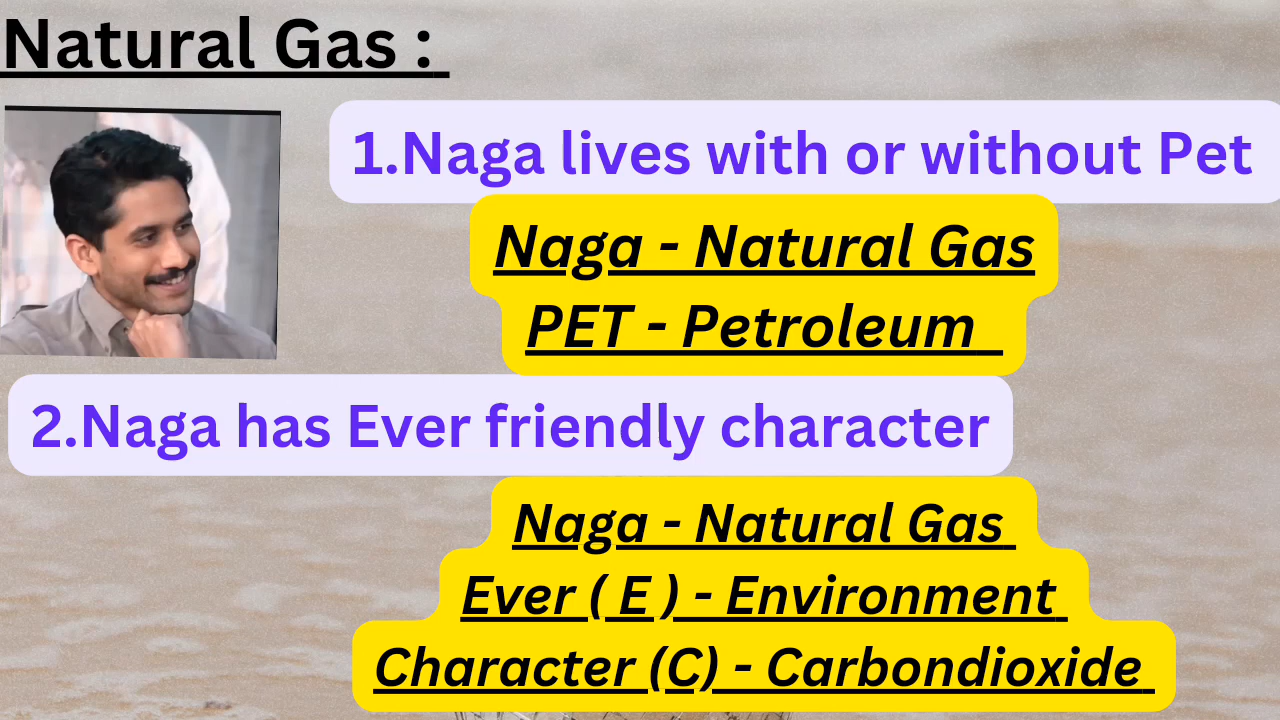 Natural Gas :
1.Naga lives with or without Pet
Naga - Natural Gas
PET - Petroleum
2.Naga has Ever friendly character
Naga - Natural Gas
Ever ( E ) - Environment
Character (C) - Carbondioxide